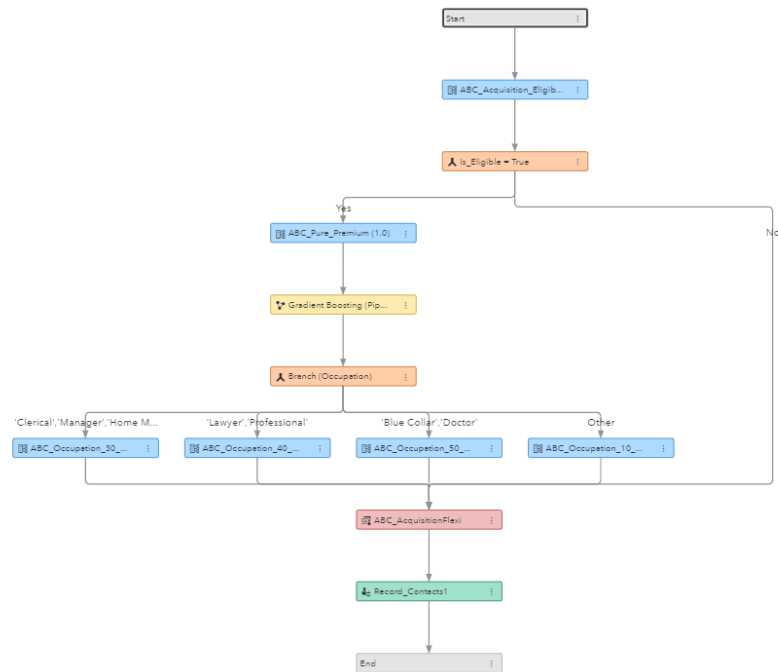 Start
ABC_Acquisition_Eligib...
Is_Eligible = True
Yes
No
ABC_Pure_Premium (1.0)
Gradient Boosting (Pip...
Branch (Occupation)
'Clerical','Manager','Home M...
'Lawyer','Professional'
'Blue Collar','Doctor'
Other
ABC_Occupation_30_...
ABC_Occupation_40_...
ABC_Occupation_50_...
ABC_Occupation_10_...
ABC_AcquisitionFlexi
Record_Contacts1
End